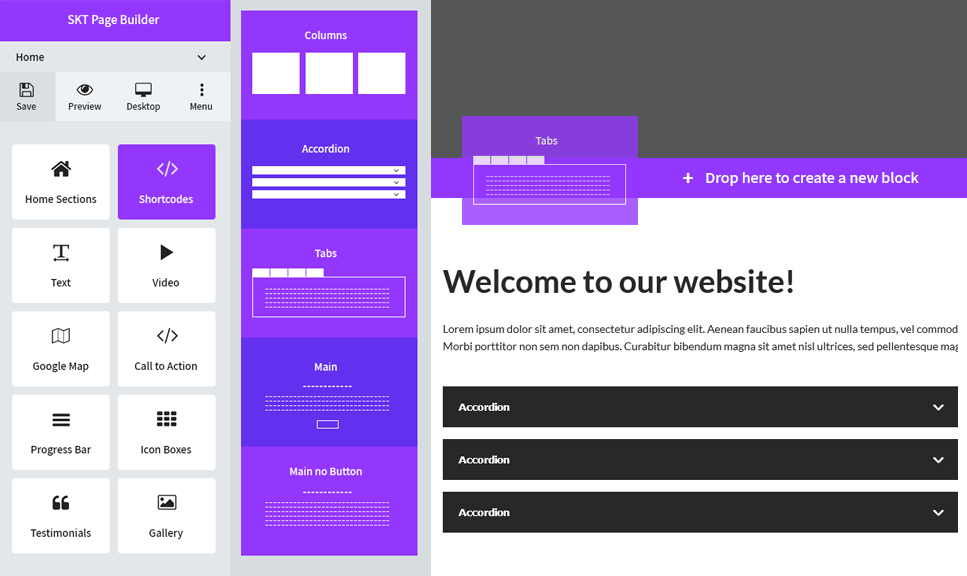 SKT Page Builder
Home
Save
Preview
Desktop
Menu
Home Sections
Shortcodes
Text
Video
Google Map
Call to Action
Progress Bar
Icon Boxes
Testimonials
Gallery
Columns
Accordion
Tabs
Main
Main no Button
Tabs
+ Drop here to create a new block
Welcome to our website!
Lorem ipsum dolor sit amet, consectetur adipiscing elit. Aenean faucibus sapien ut nulla tempus, vel commod
Morbi porttitor non sem non dapibus. Curabitur bibendum magna sit amet nisl ultrices, sed pellentesque mag
Accordion
Accordion
Accordion